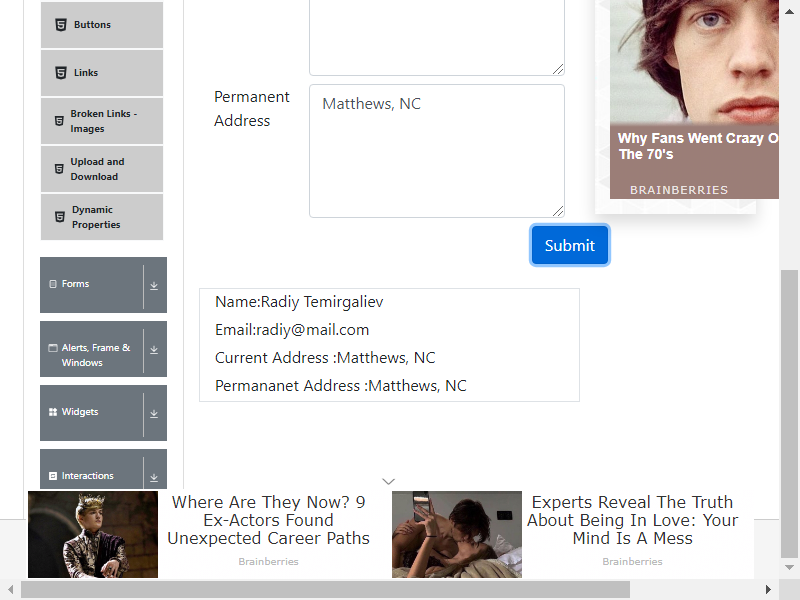 Buttons
Links
Broken Links -
Images
Upload and
Download
Dynamic
Properties
Forms
Alerts, Frame &
Windows
Widgets
Interactions
Permanent
Address
Matthews, NC
Submit
Name:Radiy Temirgaliev
Email:radiy@mail.com
Current Address :Matthews, NC
Permananet Address :Matthews, NC
Why Fans Went Crazy O
The 70's
BRAINBERRIES
Where Are They Now? 9
Ex-Actors Found
Unexpected Career Paths
Brainberries
Experts Reveal The Truth
About Being In Love: Your
Mind Is A Mess
Brainberries